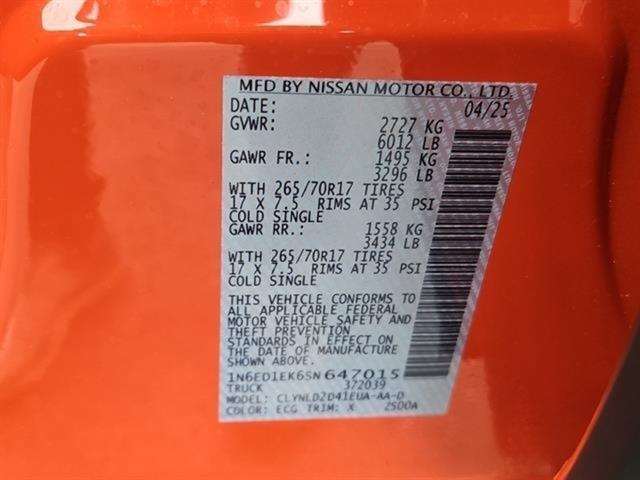 MFD BY NISSAN MOTOR CO., LTD.
DATE: 04/25
GVWR: 2727 KG
6012 LB
GAWR FR.: 1495 KG
3296 LB
WITH 265/70R17 TIRES
17 X 7.5 RIMS AT 35 PSI
COLD SINGLE
GAWR RR.: 1558 KG
3434 LB
WITH 265/70R17 TIRES
17 X 7.5 RIMS AT 35 PSI
COLD SINGLE
THIS VEHICLE CONFORMS TO
ALL APPLICABLE FEDERAL
MOTOR VEHICLE SAFETY AND
THEFT PREVENTION
STANDARDS IN EFFECT ON
THE DATE OF MANUFACTURE SHOWN
ABOVE.
1N6ED1EK6SN647015
TRUCK 372039
MODEL: CLYNLD2D41EUA-AA-D
COLOR: ECG TRIM: X 2500A